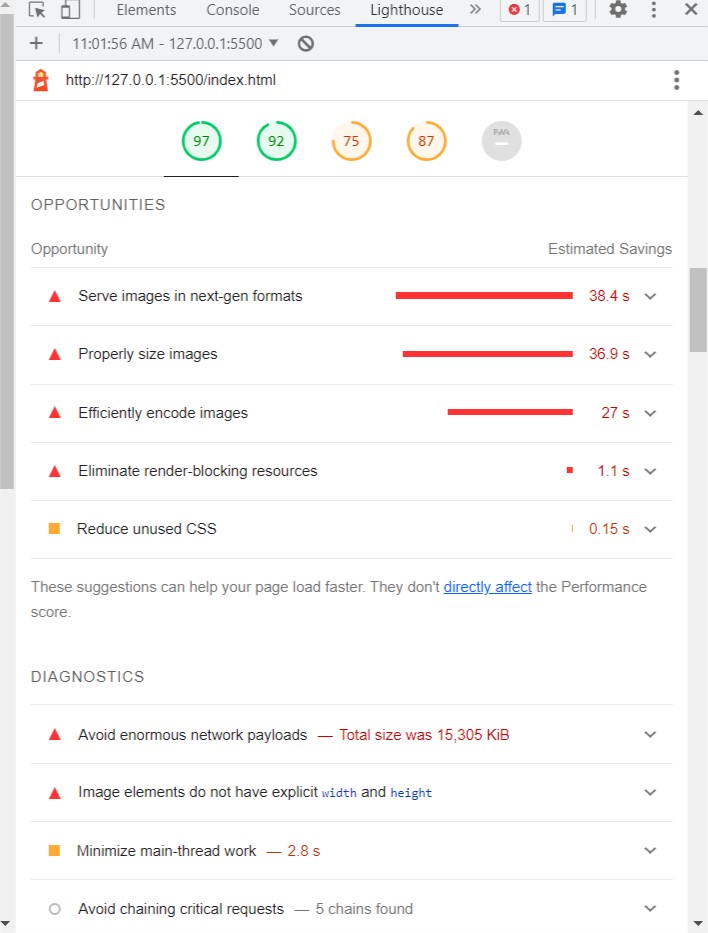 Elements Console Sources Lighthouse 1 1
11:01:56 AM - 127.0.0.1:5500
http://127.0.0.1:5500/index.html
97 92 75 87 PWA
OPPORTUNITIES
Opportunity Estimated Savings
Serve images in next-gen formats 38.4 s
Properly size images 36.9 s
Efficiently encode images 27 s
Eliminate render-blocking resources 1.1 s
Reduce unused CSS 0.15 s
These suggestions can help your page load faster. They don't directly affect the Performance
score.
DIAGNOSTICS
Avoid enormous network payloads — Total size was 15,305 KiB
Image elements do not have explicit width and height
Minimize main-thread work — 2.8 s
Avoid chaining critical requests — 5 chains found